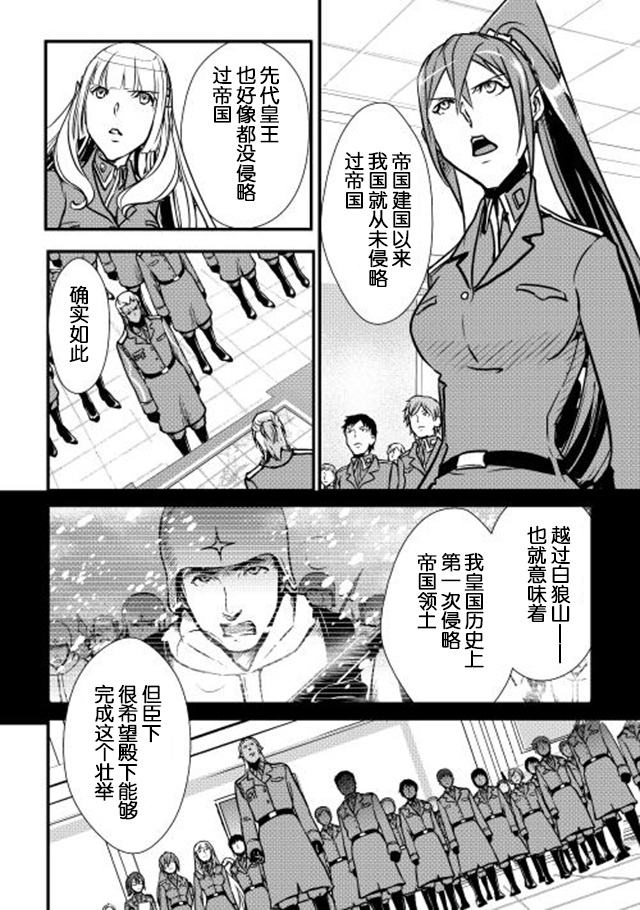 帝国建国以来
我国就从未侵略
过帝国
先代皇王
也好像都没侵略
过帝国
确实如此
越过白狼山——
也就意味着
我皇国历史上
第一次侵略
帝国领土
但臣下
很希望殿下能够
完成这个壮举